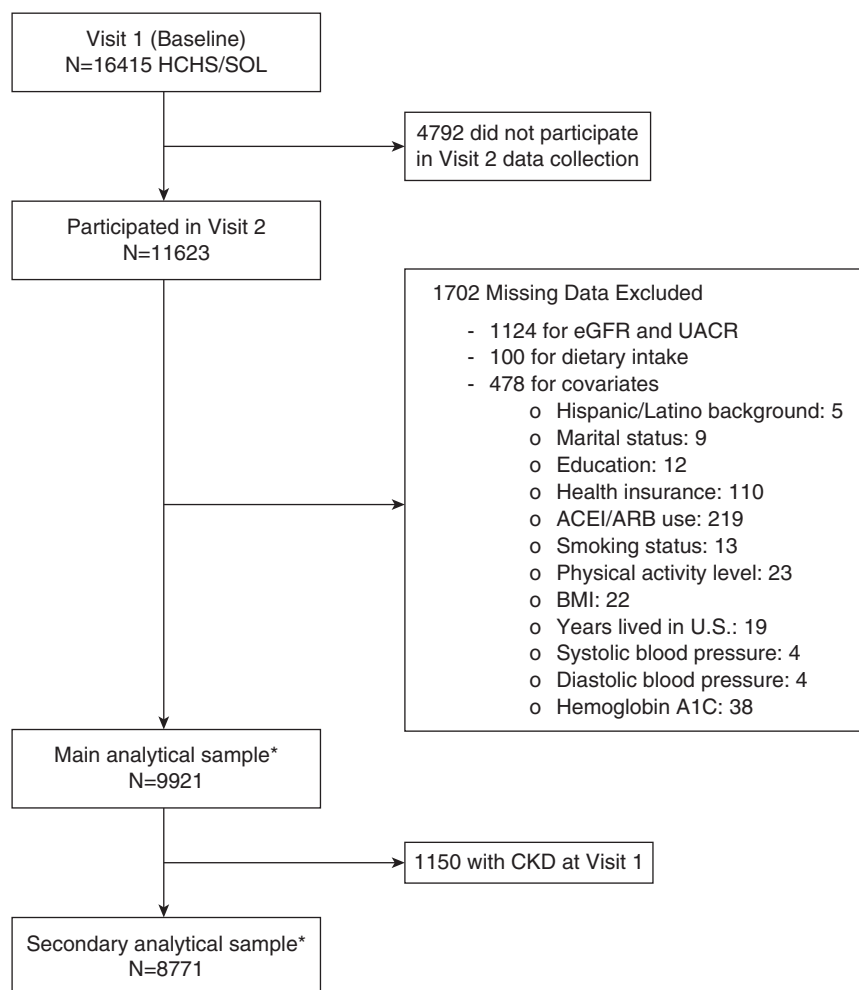 Visit 1 (Baseline)
N=16415 HCHS/SOL
4792 did not participate
in Visit 2 data collection
Participated in Visit 2
N=11623
1702 Missing Data Excluded
- 1124 for eGFR and UACR
- 100 for dietary intake
- 478 for covariates
o Hispanic/Latino background: 5
o Marital status: 9
o Education: 12
o Health insurance: 110
o ACEI/ARB use: 219
o Smoking status: 13
o Physical activity level: 23
o BMI: 22
o Years lived in U.S.: 19
o Systolic blood pressure: 4
o Diastolic blood pressure: 4
o Hemoglobin A1C: 38
Main analytical sample*
N=9921
1150 with CKD at Visit 1
Secondary analytical sample*
N=8771